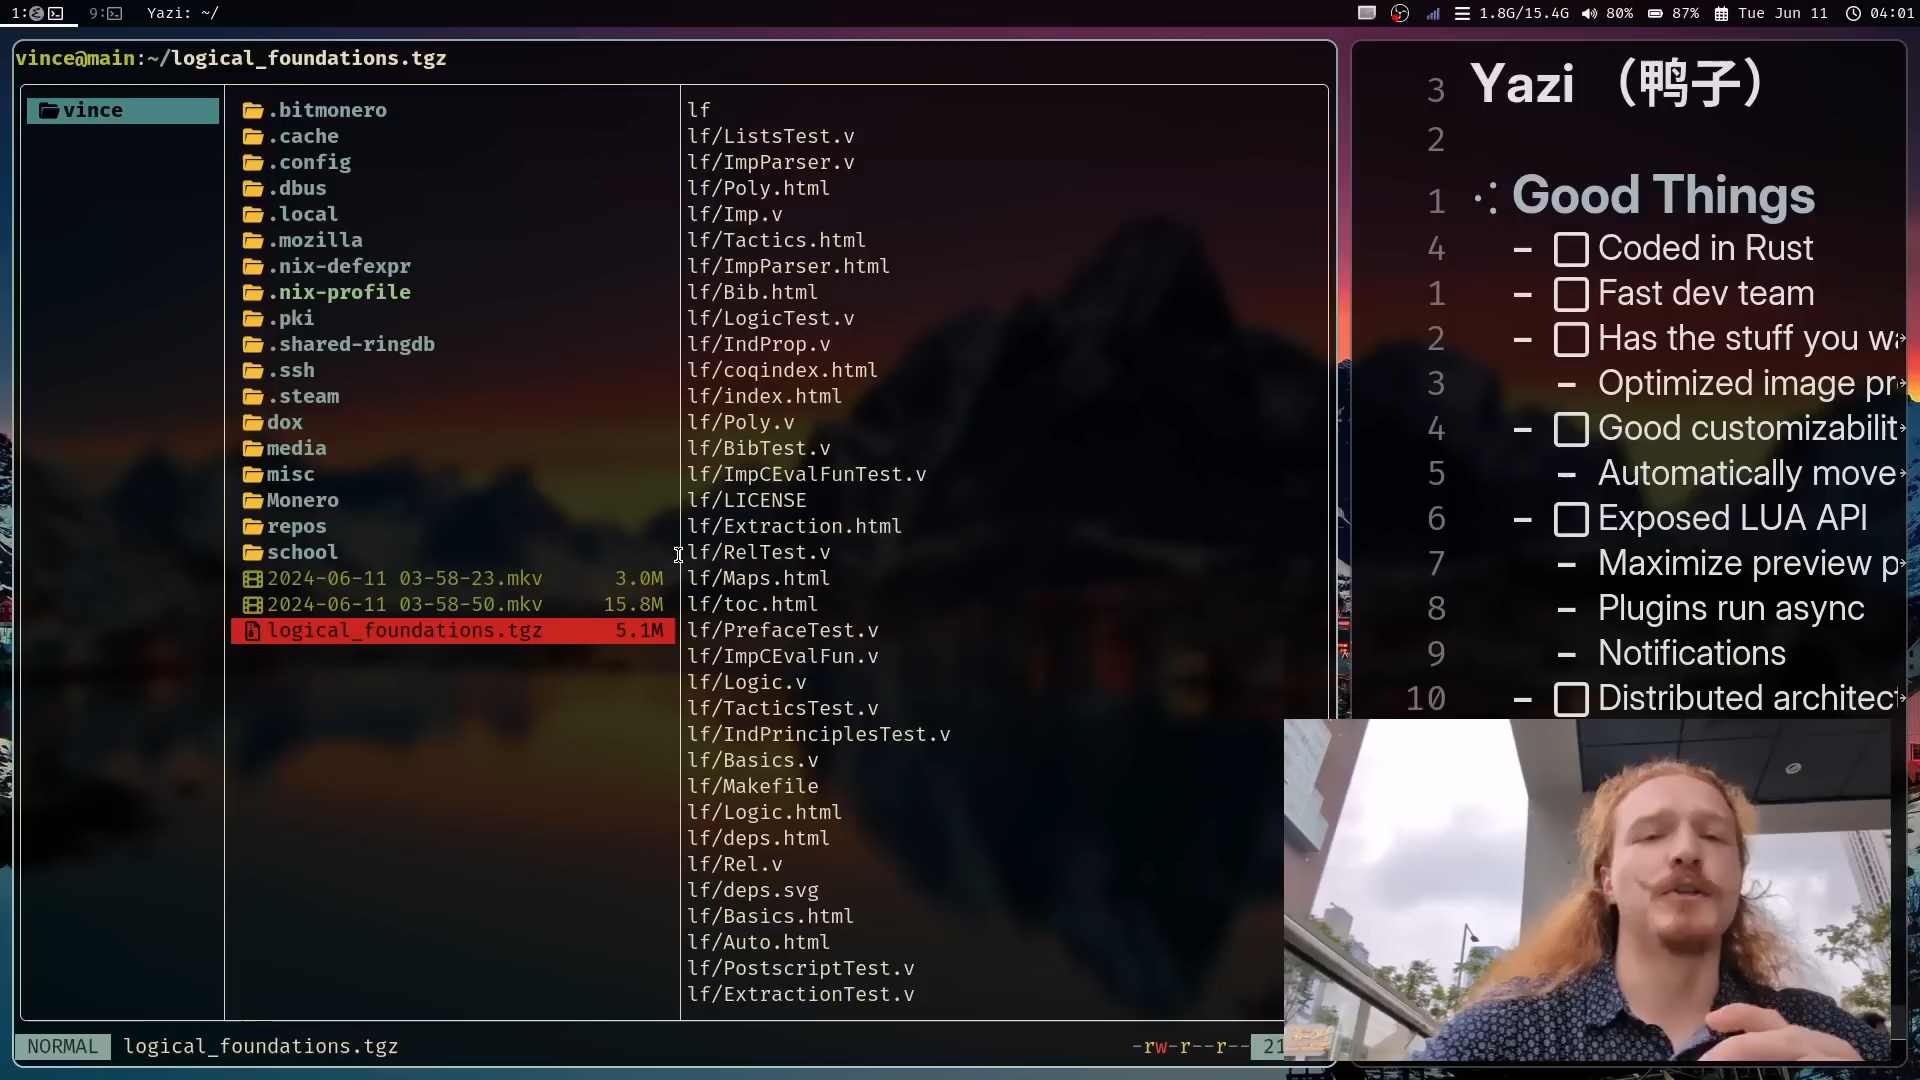 1: 9: Yazi: ~/ 1.8G/15.4G 80% 87% Tue Jun 11 04:01
vince@main:~/logical_foundations.tgz
vince
.bitmonero
.cache
.config
.dbus
.local
.mozilla
.nix-defexpr
.nix-profile
.pki
.shared-ringdb
.ssh
.steam
dox
media
misc
Monero
repos
school
2024-06-11 03-58-23.mkv 3.0M
2024-06-11 03-58-50.mkv 15.8M
logical_foundations.tgz 5.1M
lf
lf/ListsTest.v
lf/ImpParser.v
lf/Poly.html
lf/Imp.v
lf/Tactics.html
lf/ImpParser.html
lf/Bib.html
lf/LogicTest.v
lf/IndProp.v
lf/coqindex.html
lf/index.html
lf/Poly.v
lf/BibTest.v
lf/ImpCEvalFunTest.v
lf/LICENSE
lf/Extraction.html
lf/RelTest.v
lf/Maps.html
lf/toc.html
lf/PrefaceTest.v
lf/ImpCEvalFun.v
lf/Logic.v
lf/TacticsTest.v
lf/IndPrinciplesTest.v
lf/Basics.v
lf/Makefile
lf/Logic.html
lf/deps.html
lf/Rel.v
lf/deps.svg
lf/Basics.html
lf/Auto.html
lf/PostscriptTest.v
lf/ExtractionTest.v
NORMAL logical_foundations.tgz -rw-r--r-- 21
3 Yazi （鸭子）
2
1 Good Things
4 - Coded in Rust
1 - Fast dev team
2 - Has the stuff you wa
3 - Optimized image pr
4 - Good customizabilit
5 - Automatically move
6 - Exposed LUA API
7 - Maximize preview p
8 - Plugins run async
9 - Notifications
10 - Distributed architect